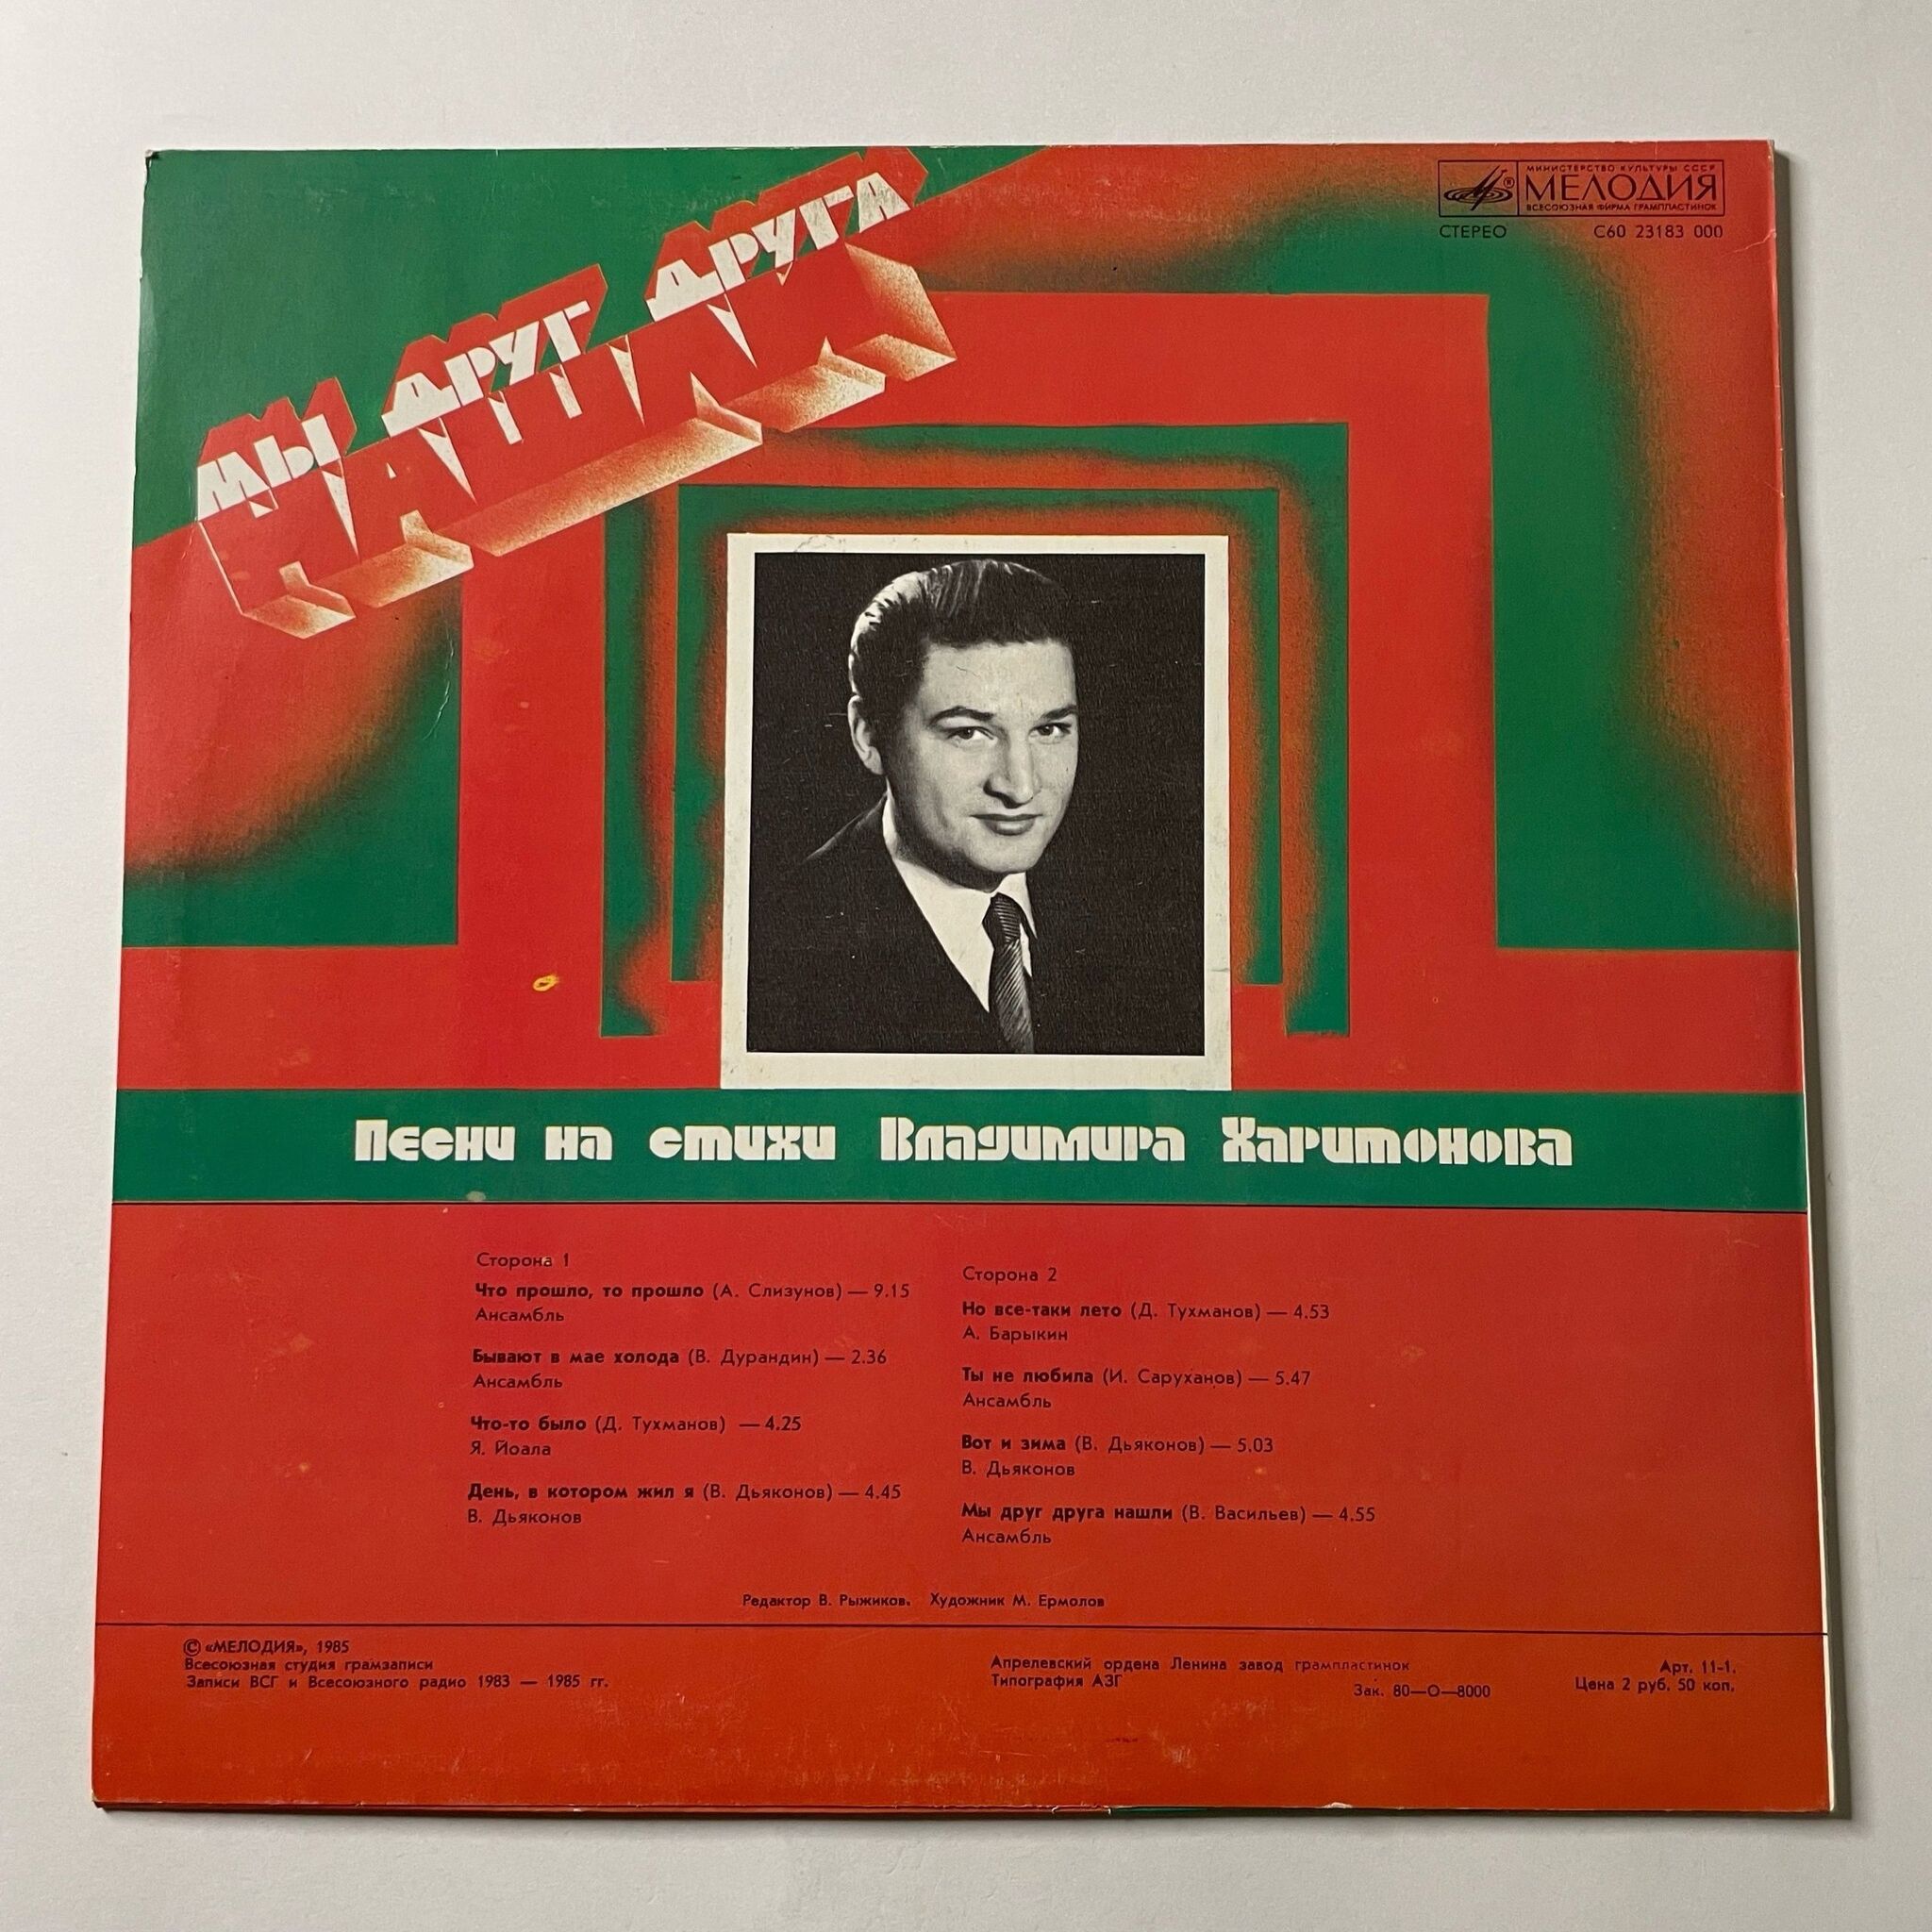 МЫ ДРУГ ДРУГА
НАШЛИ
МИНИСТЕРСТВО КУЛЬТУРЫ СССР
МЕЛОДИЯ
ВСЕСОЮЗНАЯ ФИРМА ГРАМПЛАСТИНОК
СТЕРЕО С60 23183 000
Песни на стихи Владимира Харитонова
Сторона 1
Что прошло, то прошло (А. Слизунов) — 9.15
Ансамбль
Бывают в мае холода (В. Дурандин) — 2.36
Ансамбль
Что-то было (Д. Тухманов) — 4.25
Я. Йоала
День, в котором жил я (В. Дьяконов) — 4.45
В. Дьяконов
Сторона 2
Но все-таки лето (Д. Тухманов) — 4.53
А. Барыкин
Ты не любила (И. Саруханов) — 5.47
Ансамбль
Вот и зима (В. Дьяконов) — 5.03
В. Дьяконов
Мы друг друга нашли (В. Васильев) — 4.55
Ансамбль
Редактор В. Рыжиков. Художник М. Ермолов
© «МЕЛОДИЯ», 1985
Всесоюзная студия грамзаписи
Записи ВСГ и Всесоюзного радио 1983 — 1985 гг.
Апрелевский ордена Ленина завод грампластинок
Типография АЗГ
Зак. 80—О—8000
Арт. 11-1.
Цена 2 руб. 50 коп.